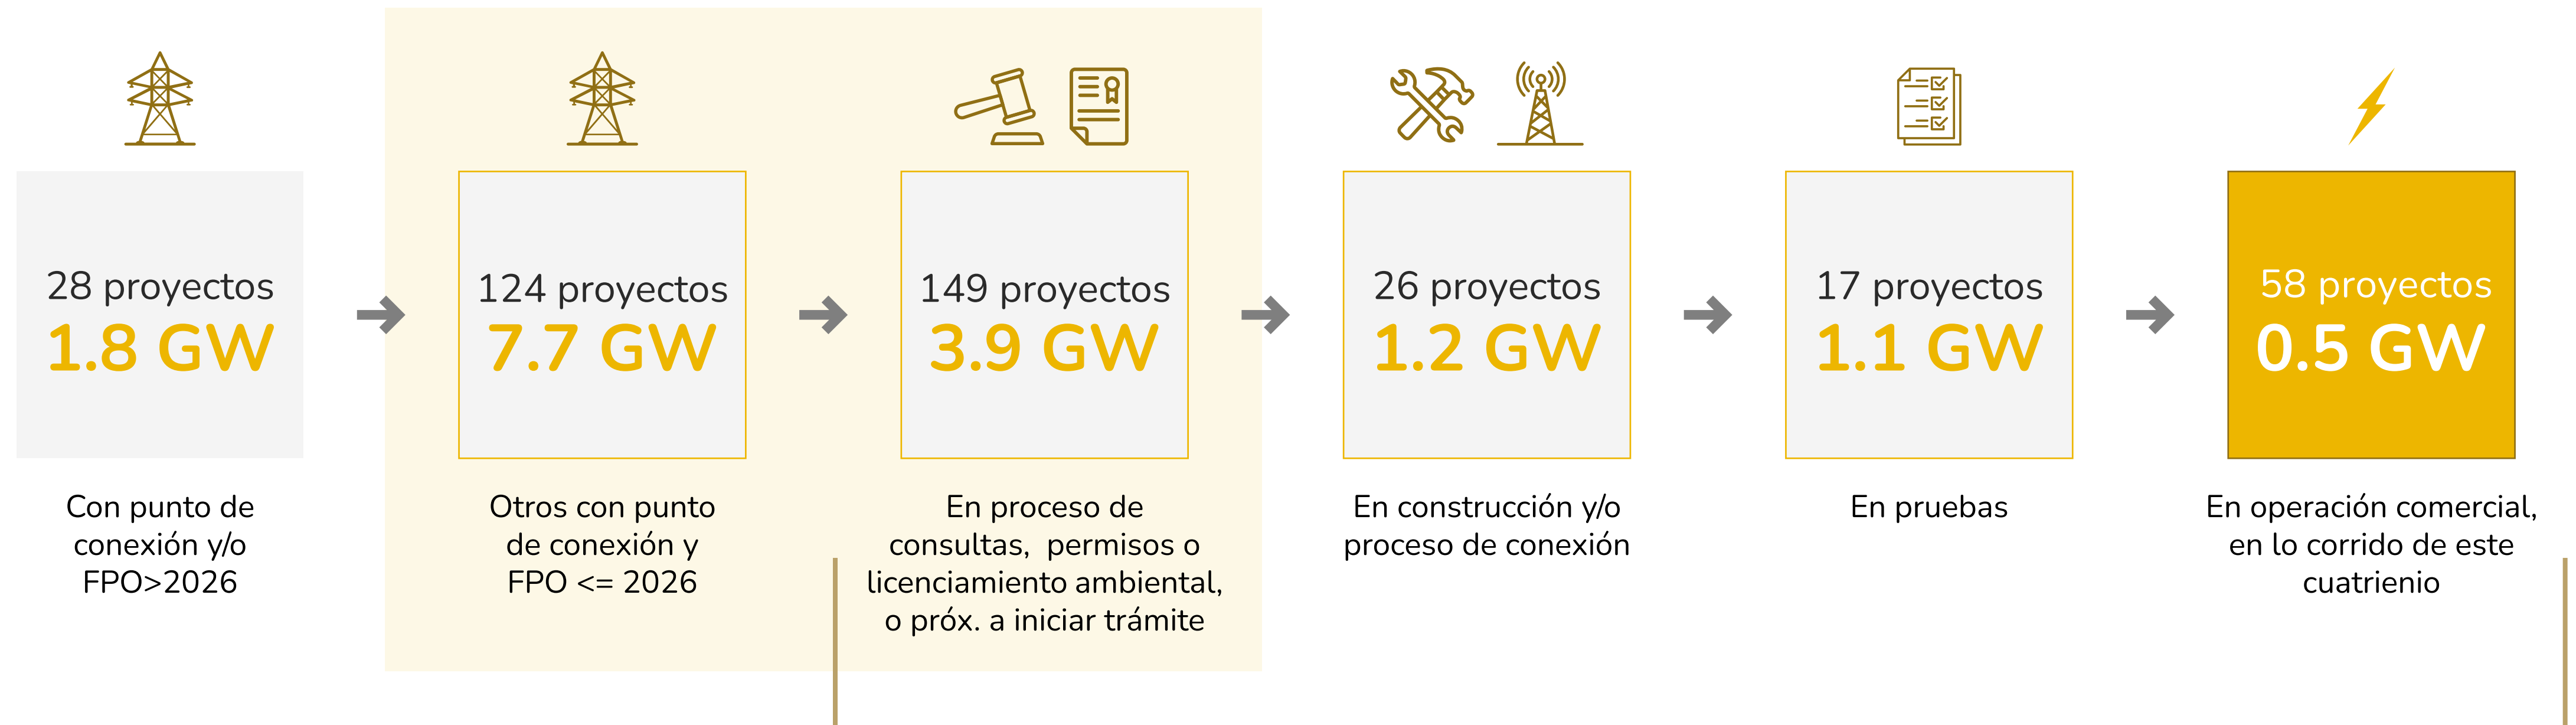 28 proyectos
1.8 GW
Con punto de
conexión y/o
FPO>2026
124 proyectos
7.7 GW
Otros con punto
de conexión y
FPO <= 2026
149 proyectos
3.9 GW
En proceso de
consultas,  permisos o
licenciamiento ambiental,
o próx. a iniciar trámite
26 proyectos
1.2 GW
En construcción y/o
proceso de conexión
17 proyectos
1.1 GW
En pruebas
58 proyectos
0.5 GW
En operación comercial,
en lo corrido de este
cuatrienio